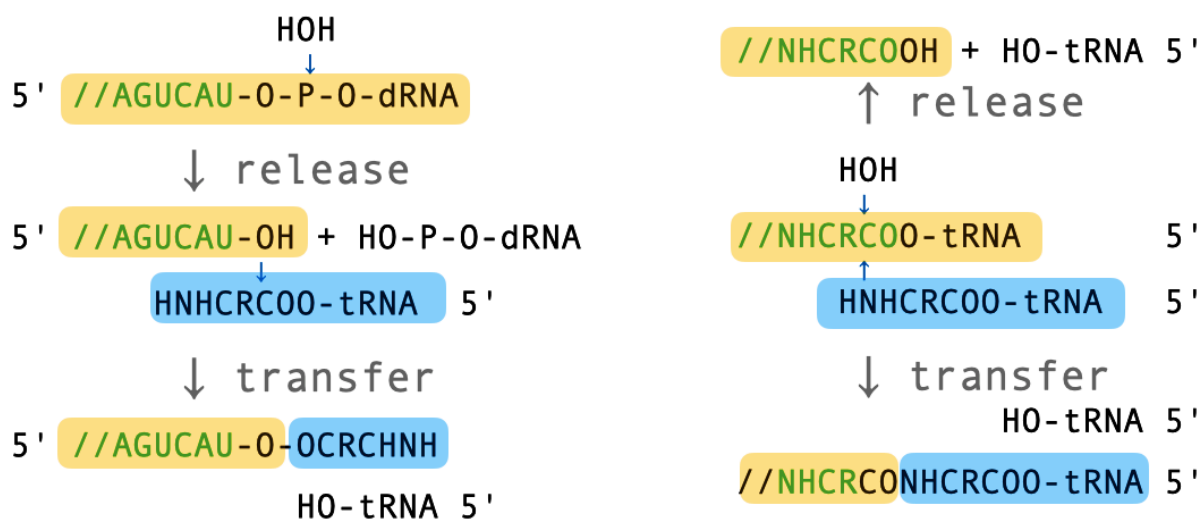 HOH
5' //AGUCAU-O-P-O-dRNA
↓ release
5' //AGUCAU-OH + HO-P-O-dRNA
HNHCRCOO-tRNA 5'
↓ transfer
5' //AGUCAU-O-OCRCHNH
HO-tRNA 5'
//NHCRCOOH + HO-tRNA 5'
↑ release
HOH
//NHCRCOO-tRNA 5'
HNHCRCOO-tRNA 5'
↓ transfer
HO-tRNA 5'
//NHCRCONHCRCOO-tRNA 5'